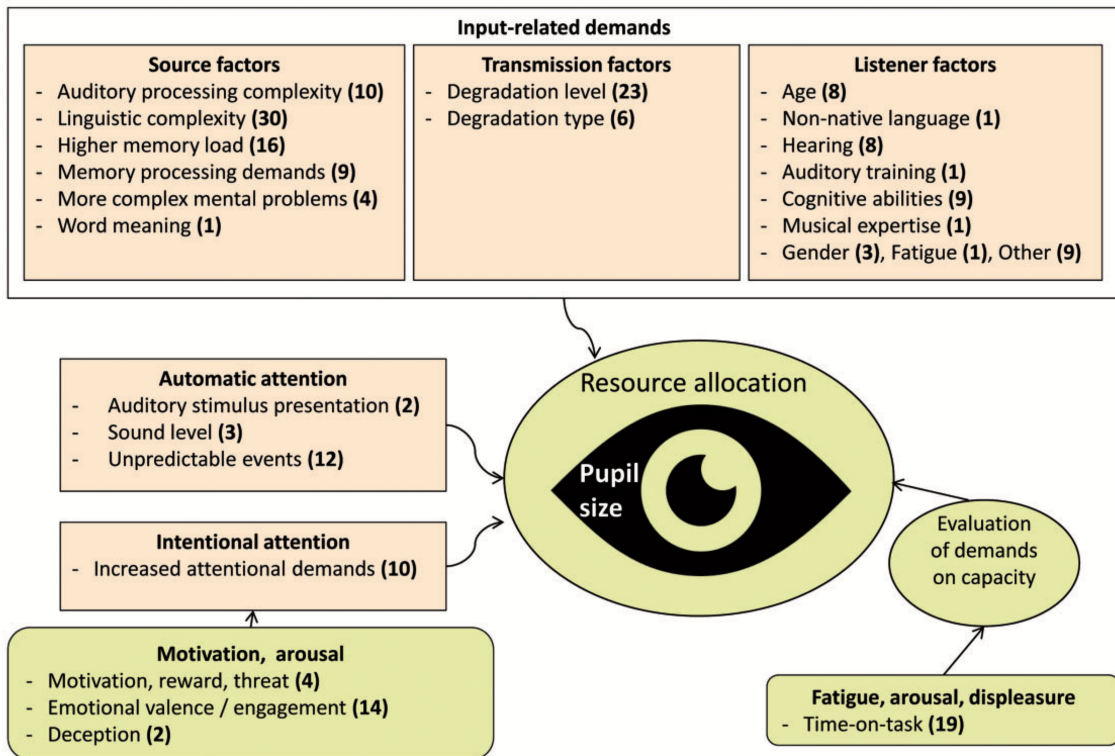 Input-related demands
Source factors
- Auditory processing complexity (10)
- Linguistic complexity (30)
- Higher memory load (16)
- Memory processing demands (9)
- More complex mental problems (4)
- Word meaning (1)
Transmission factors
- Degradation level (23)
- Degradation type (6)
Listener factors
- Age (8)
- Non-native language (1)
- Hearing (8)
- Auditory training (1)
- Cognitive abilities (9)
- Musical expertise (1)
- Gender (3), Fatigue (1), Other (9)
Automatic attention
- Auditory stimulus presentation (2)
- Sound level (3)
- Unpredictable events (12)
Intentional attention
- Increased attentional demands (10)
Motivation, arousal
- Motivation, reward, threat (4)
- Emotional valence / engagement (14)
- Deception (2)
Resource allocation
Pupil
size
Evaluation
of demands
on capacity
Fatigue, arousal, displeasure
- Time-on-task (19)